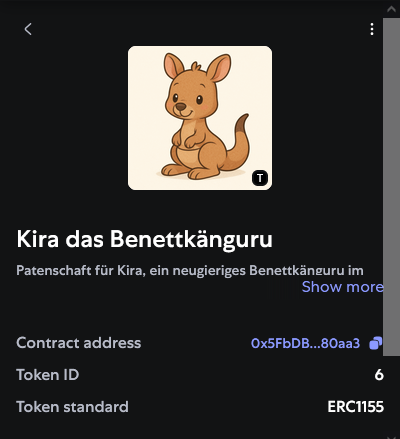 T
Kira das Benettkänguru
Patenschaft für Kira, ein neugieriges Benettkänguru im
Show more
Contract address 0x5FbDB...80aa3
Token ID 6
Token standard ERC1155